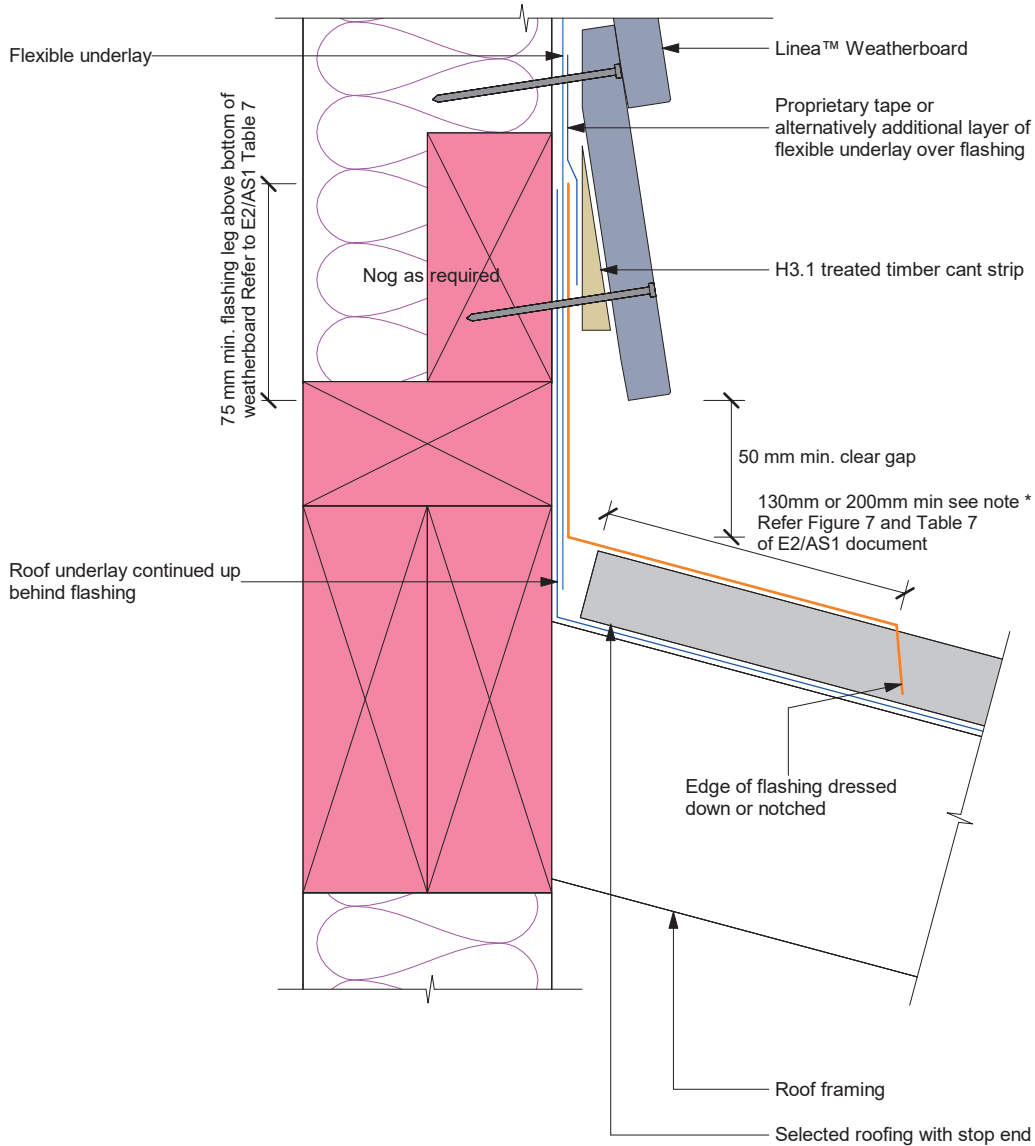 Flexible underlay
Linea™ Weatherboard
Proprietary tape or
alternatively additional layer of
flexible underlay over flashing
75 mm min. flashing leg above bottom of
weatherboard Refer to E2/AS1 Table 7
Nog as required
H3.1 treated timber cant strip
50 mm min. clear gap
130mm or 200mm min see note *
Refer Figure 7 and Table 7
of E2/AS1 document
Roof underlay continued up
behind flashing
Edge of flashing dressed
down or notched
Roof framing
Selected roofing with stop end